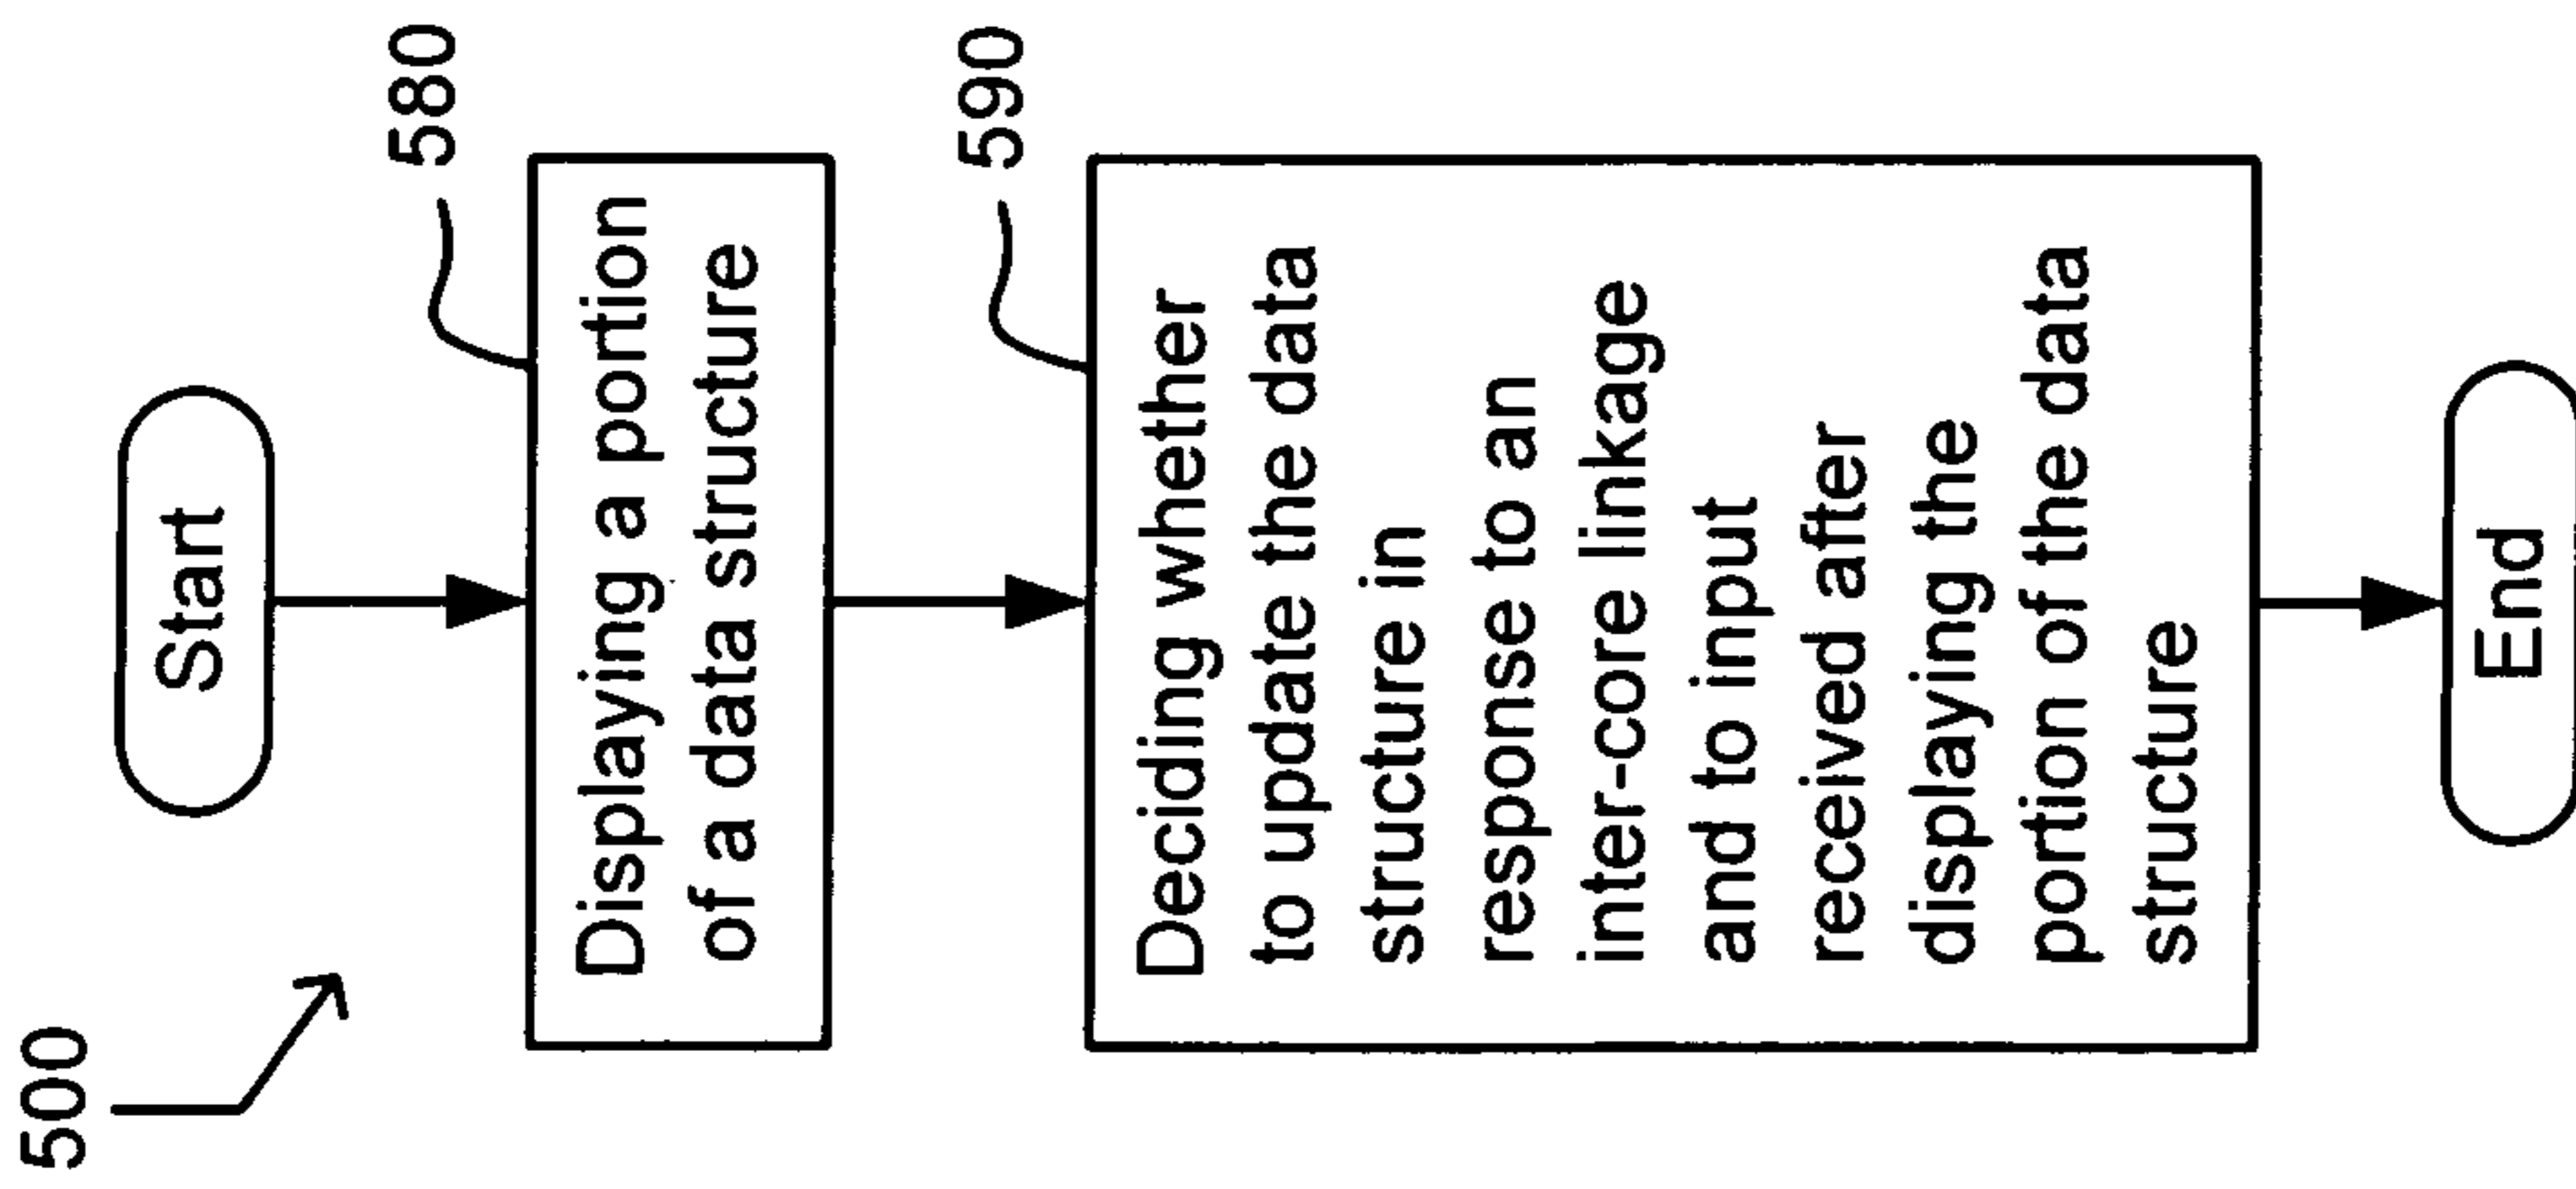 500
Start
580
Displaying a portion
of a data structure
590
Deciding whether
to update the data
structure in
response to an
inter-core linkage
and to input
received after
displaying the
portion of the data
structure
End